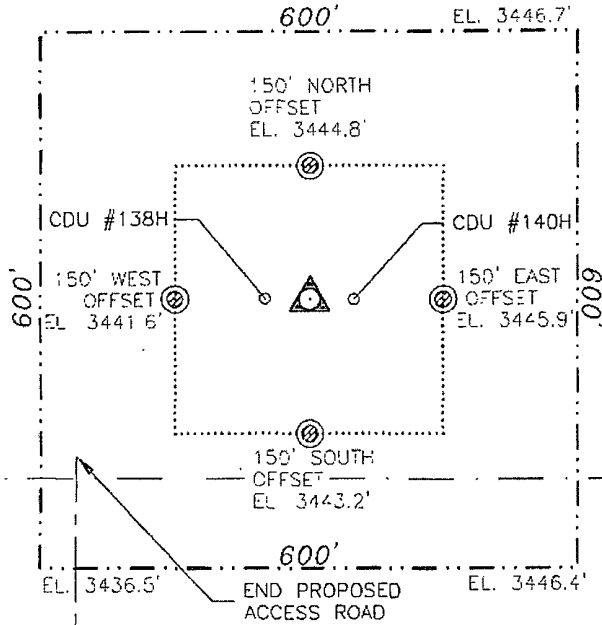 600'
EL. 3446.7'
150' NORTH
OFFSET
EL. 3444.8'
CDU #138H
CDU #140H
600'
150' WEST
OFFSET
EL 3441.6'
150' EAST
OFFSET
EL. 3445.9'
600'
150' SOUTH
OFFSET
EL 3443.2'
600'
EL. 3436.5'
END PROPOSED
ACCESS ROAD
EL. 3446.4'